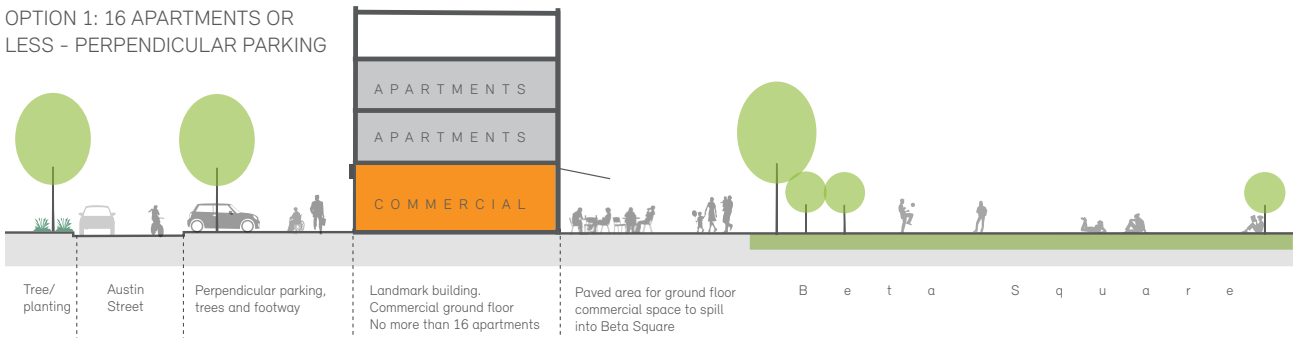 OPTION 1: 16 APARTMENTS OR
LESS - PERPENDICULAR PARKING
APARTMENTS
APARTMENTS
COMMERCIAL
Tree/
planting
Austin
Street
Perpendicular parking,
trees and footway
Landmark building.
Commercial ground floor
No more than 16 apartments
Paved area for ground floor
commercial space to spill
into Beta Square
Beta Square